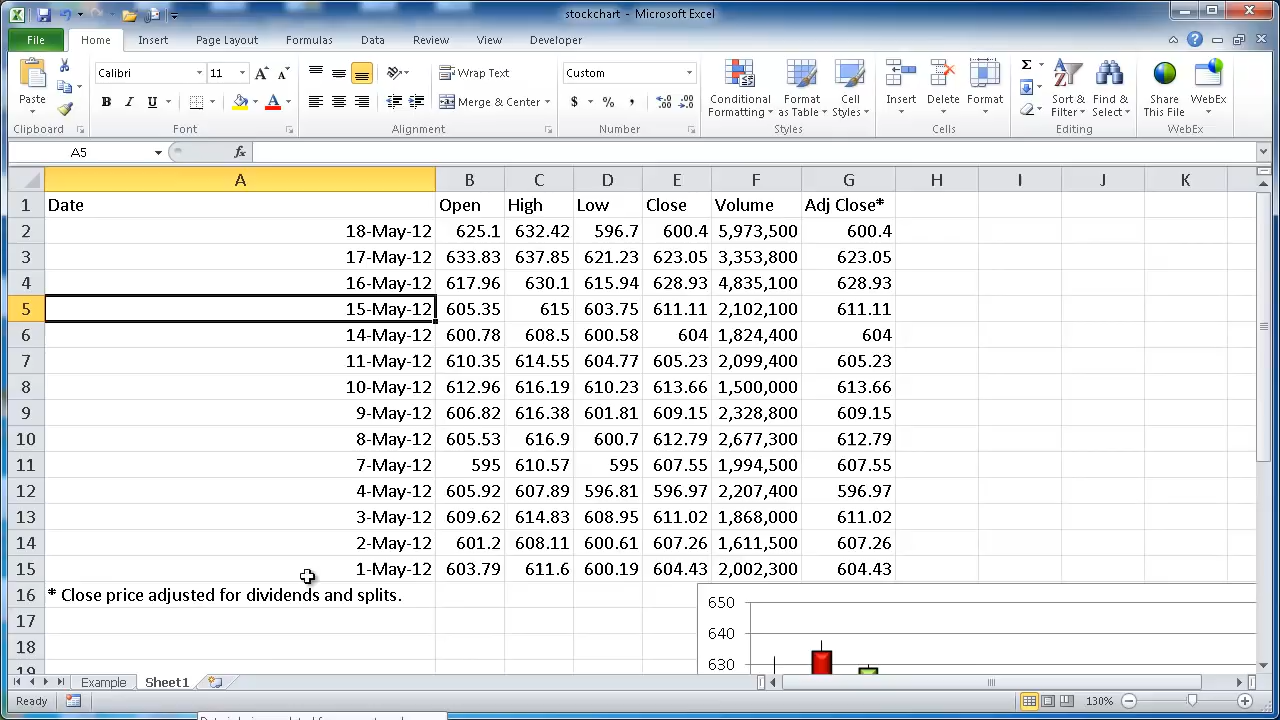 stockchart - Microsoft Excel
File Home Insert Page Layout Formulas Data Review View Developer
Calibri 11 Wrap Text Custom
Paste B I U Merge & Center $ % , Conditional Formatting Format as Table Cell Styles Insert Delete Format Σ Sort & Filter Find & Select Share This File WebEx
Clipboard Font Alignment Number Styles Cells Editing WebEx
A5 fx
A B C D E F G H I J K
1 Date Open High Low Close Volume Adj Close*
2 18-May-12 625.1 632.42 596.7 600.4 5,973,500 600.4
3 17-May-12 633.83 637.85 621.23 623.05 3,353,800 623.05
4 16-May-12 617.96 630.1 615.94 628.93 4,835,100 628.93
5 15-May-12 605.35 615 603.75 611.11 2,102,100 611.11
6 14-May-12 600.78 608.5 600.58 604 1,824,400 604
7 11-May-12 610.35 614.55 604.77 605.23 2,099,400 605.23
8 10-May-12 612.96 616.19 610.23 613.66 1,500,000 613.66
9 9-May-12 606.82 616.38 601.81 609.15 2,328,800 609.15
10 8-May-12 605.53 616.9 600.7 612.79 2,677,300 612.79
11 7-May-12 595 610.57 595 607.55 1,994,500 607.55
12 4-May-12 605.92 607.89 596.81 596.97 2,207,400 596.97
13 3-May-12 609.62 614.83 608.95 611.02 1,868,000 611.02
14 2-May-12 601.2 608.11 600.61 607.26 1,611,500 607.26
15 1-May-12 603.79 611.6 600.19 604.43 2,002,300 604.43
16 * Close price adjusted for dividends and splits.
650
17
640
18
630
19
Example Sheet1
Ready 130%